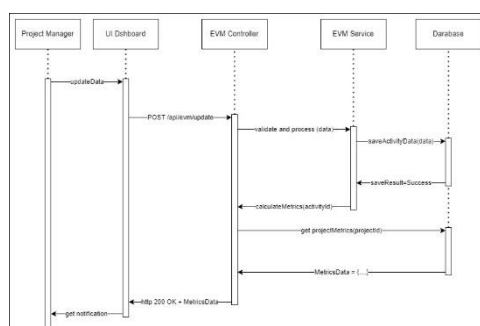 Project Manager
UI Dshboard
EVM Controller
EVM Service
Darabase
updateData
POST /api/evm/update
validate and process (data)
saveActivityData(data)
saveResult=Success
calculateMetrics(activityId)
get projectMetrics(projectId)
MetricsData = {....}
http 200 OK + MetricsData
get notification